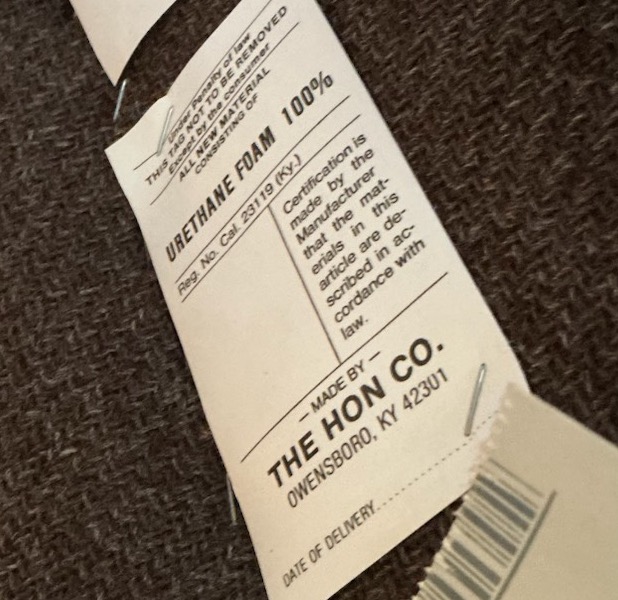 Under Penalty of law
THIS TAG NOT TO BE REMOVED
Except by the consumer
ALL NEW MATERIAL
CONSISTING OF
URETHANE FOAM 100%
Reg. No. Cal. 23119 (Ky.)
Certification is
made by the
Manufacturer
that the mat-
erials in this
article are de-
scribed in ac-
cordance with
law.
— MADE BY —
THE HON CO.
OWENSBORO, KY 42301
DATE OF DELIVERY